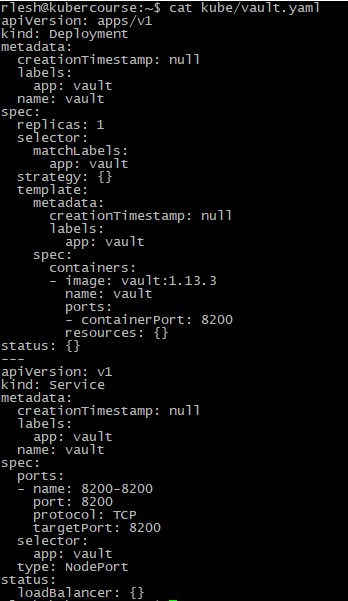 rlesh@kubercourse:~$ cat kube/vault.yaml
apiVersion: apps/v1
kind: Deployment
metadata:
  creationTimestamp: null
  labels:
    app: vault
  name: vault
spec:
  replicas: 1
  selector:
    matchLabels:
      app: vault
  strategy: {}
  template:
    metadata:
      creationTimestamp: null
      labels:
        app: vault
    spec:
      containers:
      - image: vault:1.13.3
        name: vault
        ports:
        - containerPort: 8200
        resources: {}
status: {}
---
apiVersion: v1
kind: Service
metadata:
  creationTimestamp: null
  labels:
    app: vault
  name: vault
spec:
  ports:
  - name: 8200-8200
    port: 8200
    protocol: TCP
    targetPort: 8200
  selector:
    app: vault
  type: NodePort
status:
  loadBalancer: {}